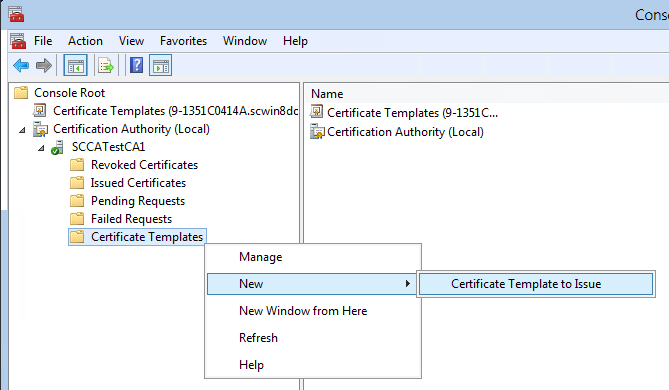 Conso
File Action View Favorites Window Help
Console Root
Certificate Templates (9-1351C0414A.scwin8dc
Certification Authority (Local)
SCCATestCA1
Revoked Certificates
Issued Certificates
Pending Requests
Failed Requests
Certificate Templates
Name
Certificate Templates (9-1351C...
Certification Authority (Local)
Manage
New
Certificate Template to Issue
New Window from Here
Refresh
Help